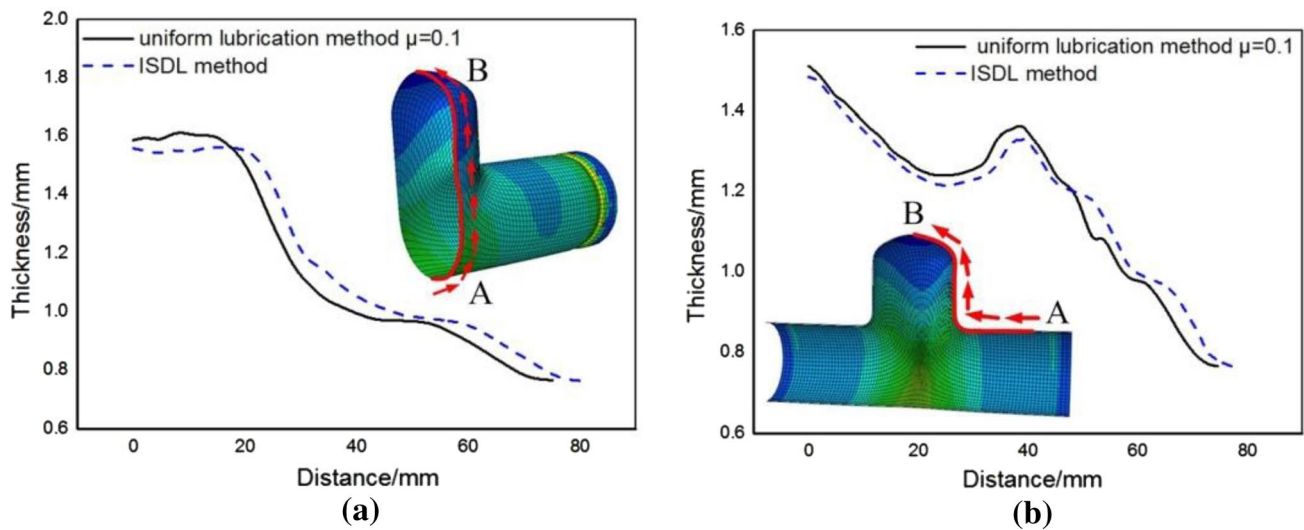 2.0
1.8
1.6
1.4
1.2
1.0
0.8
0.6
Thickness/mm
uniform lubrication method μ=0.1
ISDL method
B
A
0
20
40
60
80
Distance/mm
(a)
1.6
1.4
1.2
1.0
0.8
0.6
Thickness/mm
uniform lubrication method μ=0.1
ISDL method
B
A
0
20
40
60
80
Distance/mm
(b)